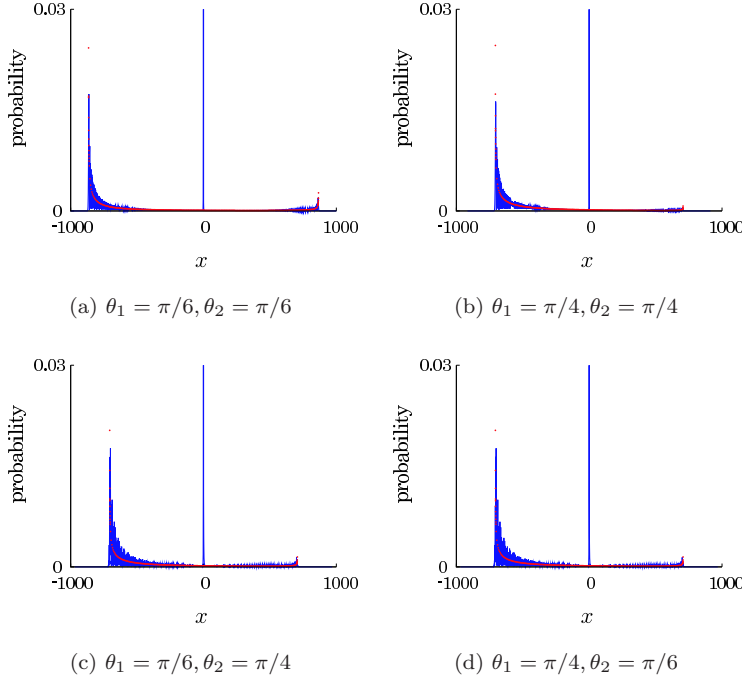 0.03
probability
0
-1000
0
1000
x
(a) θ₁ = π/6, θ₂ = π/6
0.03
probability
0
-1000
0
1000
x
(b) θ₁ = π/4, θ₂ = π/4
0.03
probability
0
-1000
0
1000
x
(c) θ₁ = π/6, θ₂ = π/4
0.03
probability
0
-1000
0
1000
x
(d) θ₁ = π/4, θ₂ = π/6